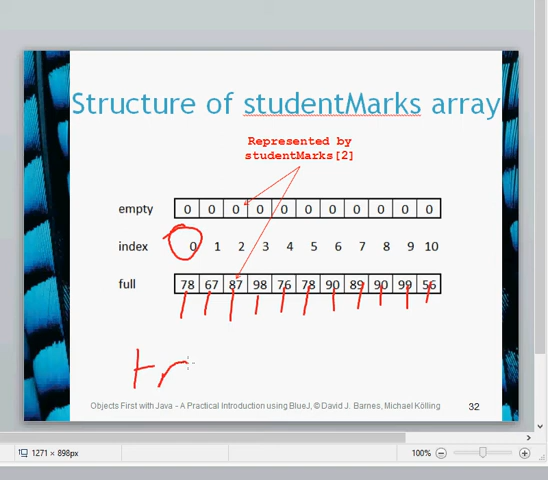 Structure of studentMarks array
Represented by
studentMarks[2]
empty 0 0 0 0 0 0 0 0 0 0 0
index 0 1 2 3 4 5 6 7 8 9 10
full 78 67 87 98 76 78 90 89 90 99 56
Objects First with Java - A Practical Introduction using BlueJ, © David J. Barnes, Michael Kölling 32
1271 × 898px 100%